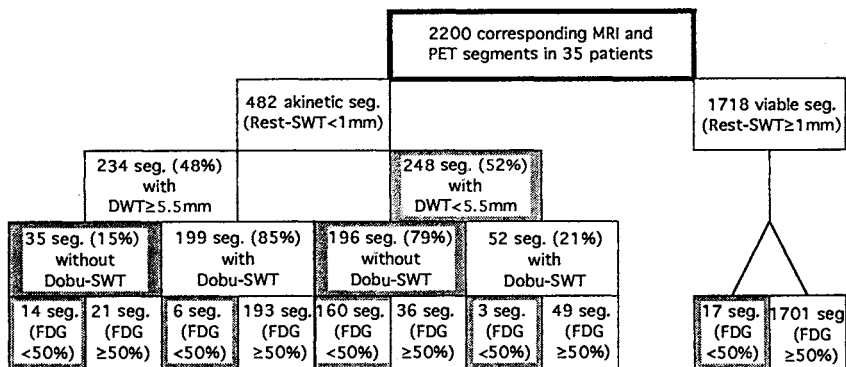 2200 corresponding MRI and
PET segments in 35 patients
482 akinetic seg.
(Rest-SWT<1mm)
1718 viable seg.
(Rest-SWT≥1mm)
234 seg. (48%)
with
DWT≥5.5mm
248 seg. (52%)
with
DWT<5.5mm
35 seg. (15%)
without
Dobu-SWT
199 seg. (85%)
with
Dobu-SWT
196 seg. (79%)
without
Dobu-SWT
52 seg. (21%)
with
Dobu-SWT
14 seg.
(FDG
<50%)
21 seg.
(FDG
≥50%)
6 seg.
(FDG
<50%)
193 seg.
(FDG
≥50%)
160 seg.
(FDG
<50%)
36 seg.
(FDG
≥50%)
3 seg.
(FDG
<50%)
49 seg.
(FDG
≥50%)
17 seg.
(FDG
<50%)
1701 seg.
(FDG
≥50%)